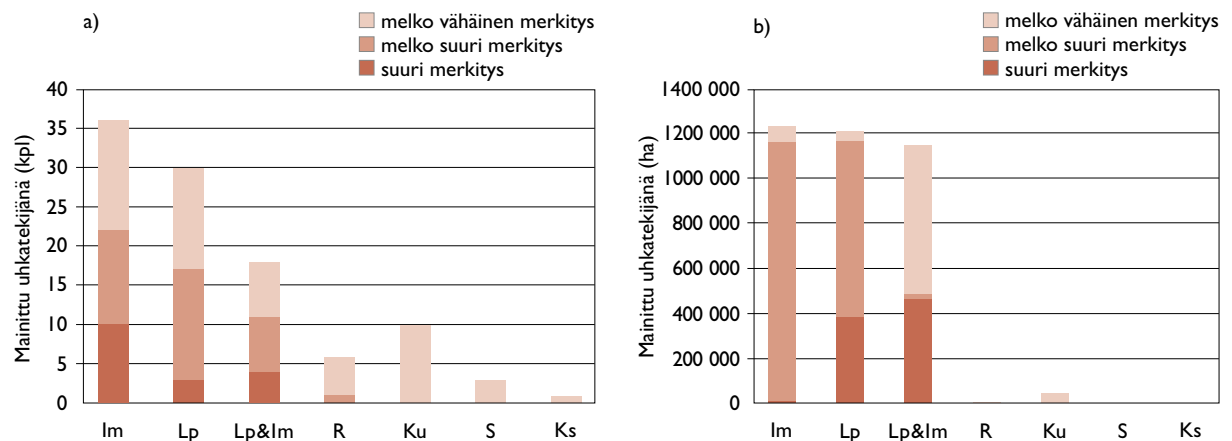 a)
melko vähäinen merkitys
melko suuri merkitys
suuri merkitys
Mainittu uhkatekijänä (kpl)
40
35
30
25
20
15
10
5
0
Im Lp Lp&Im R Ku S Ks
b)
melko vähäinen merkitys
melko suuri merkitys
suuri merkitys
Mainittu uhkatekijänä (ha)
1400 000
1200 000
1000 000
800 000
600 000
400 000
200 000
0
Im Lp Lp&Im R Ku S Ks